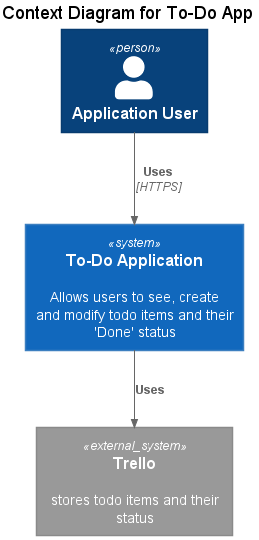 Context Diagram for To-Do App
«person»
Application User
Uses
[HTTPS]
«system»
To-Do Application
Allows users to see, create
and modify todo items and their
'Done' status
Uses
«external_system»
Trello
stores todo items and their
status